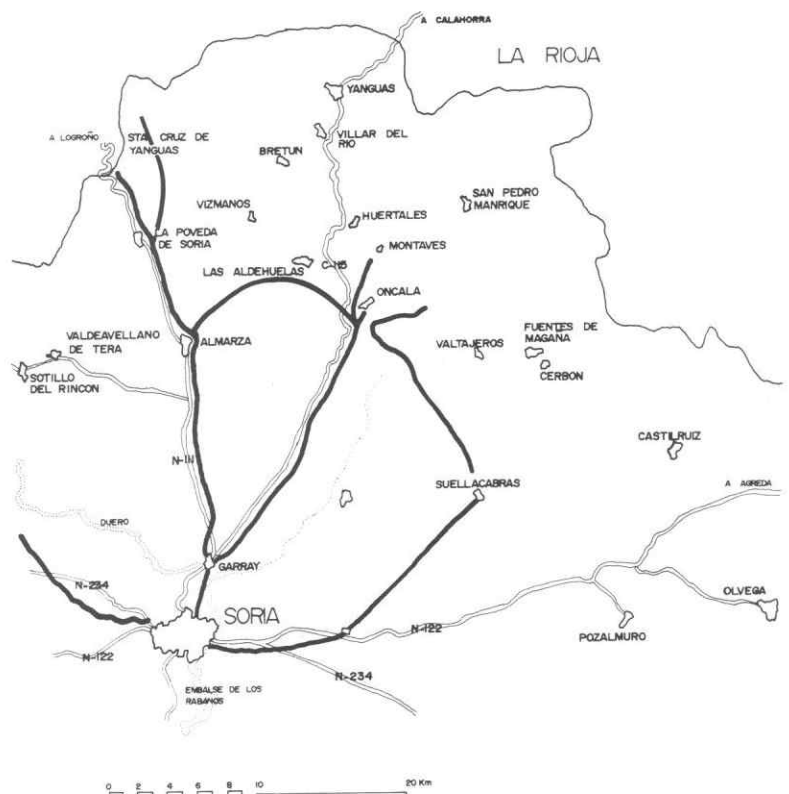 A CALAHORRA
LA RIOJA
YANGUAS
A LOGROÑO
STA CRUZ DE
YANGUAS
VILLAR DEL
RIO
BRETUN
VIZMANOS
SAN PEDRO
MANRIQUE
HUERTALES
LA POVEDA
DE SORIA
MONTAVES
LAS ALDEHUELAS
C-115
ONCALA
VALDEAVELLANO
DE TERA
ALMARZA
VALTAJEROS
FUENTES DE
MAGAÑA
CERBON
SOTILLO
DEL RINCON
CASTILRUIZ
N-111
SUELLACABRAS
A AGREDA
DUERO
GARRAY
N-234
OLVEGA
SORIA
N-122
POZALMURO
N-122
N-234
EMBALSE DE LOS
RABANOS
0 2 4 6 8 10 20 Km